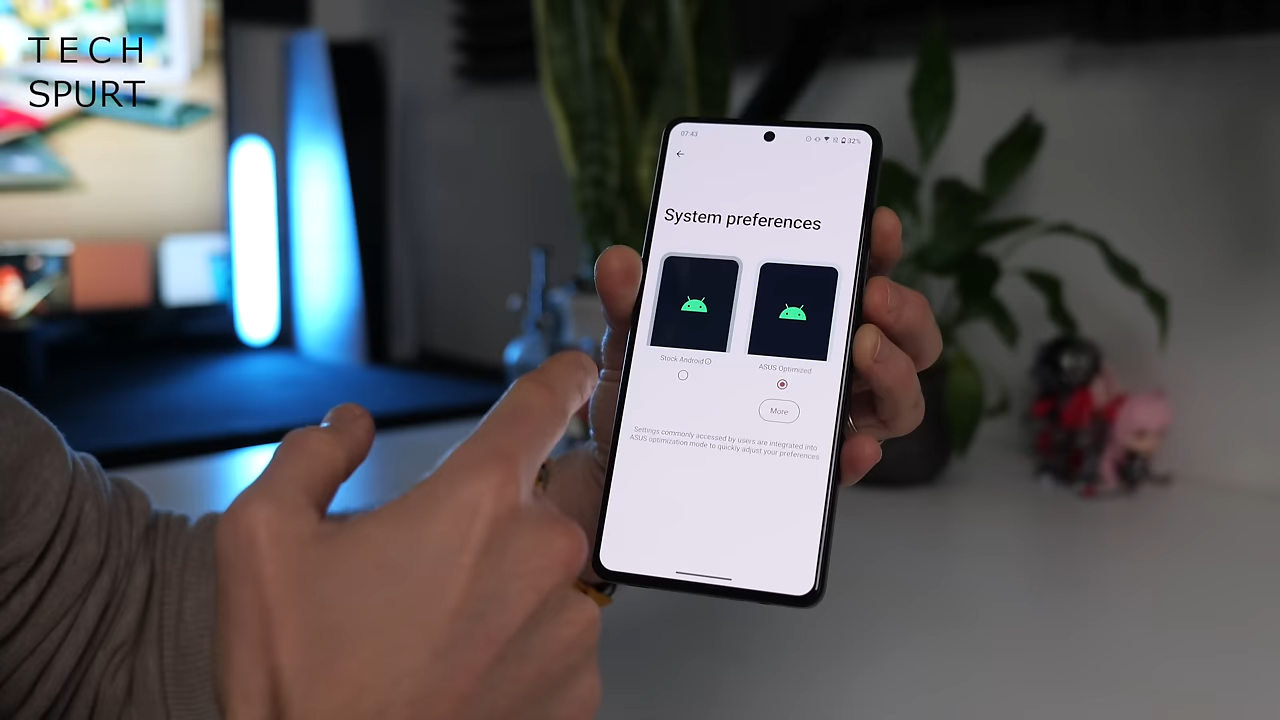 TECH
SPURT
07:43
32%
System preferences
Stock Android
ASUS Optimized
More
Settings commonly accessed by users are integrated into
ASUS optimization mode to quickly adjust your preferences